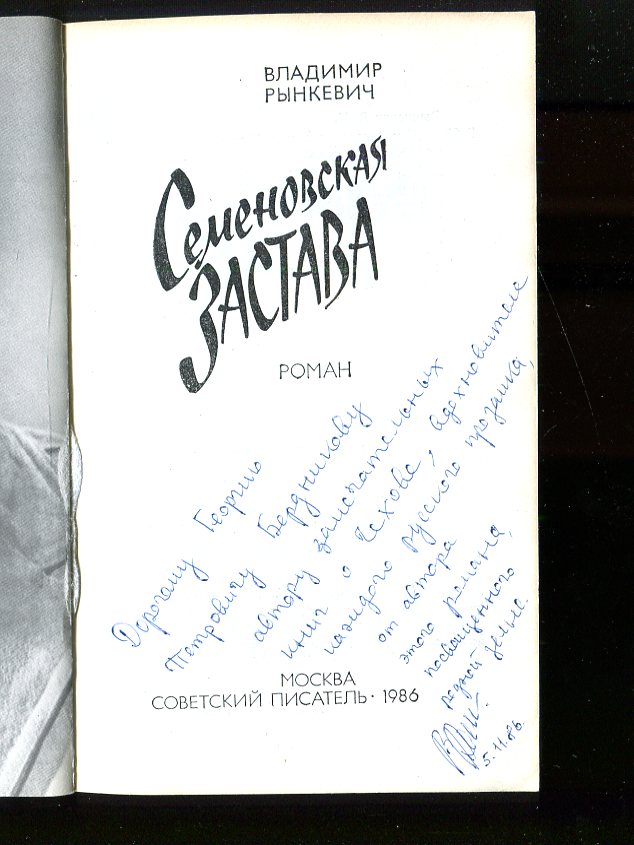 ВЛАДИМИР
РЫНКЕВИЧ
Семеновская
ЗАСТАВА
РОМАН
Дорогому Георгию
Петровичу Бердникову
автору замечательных
книг о Чехове, вдохновителе
каждого русского прозаика,
от автора
этого романа,
посвященного
родной земле.
5.11.86.
МОСКВА
СОВЕТСКИЙ ПИСАТЕЛЬ · 1986